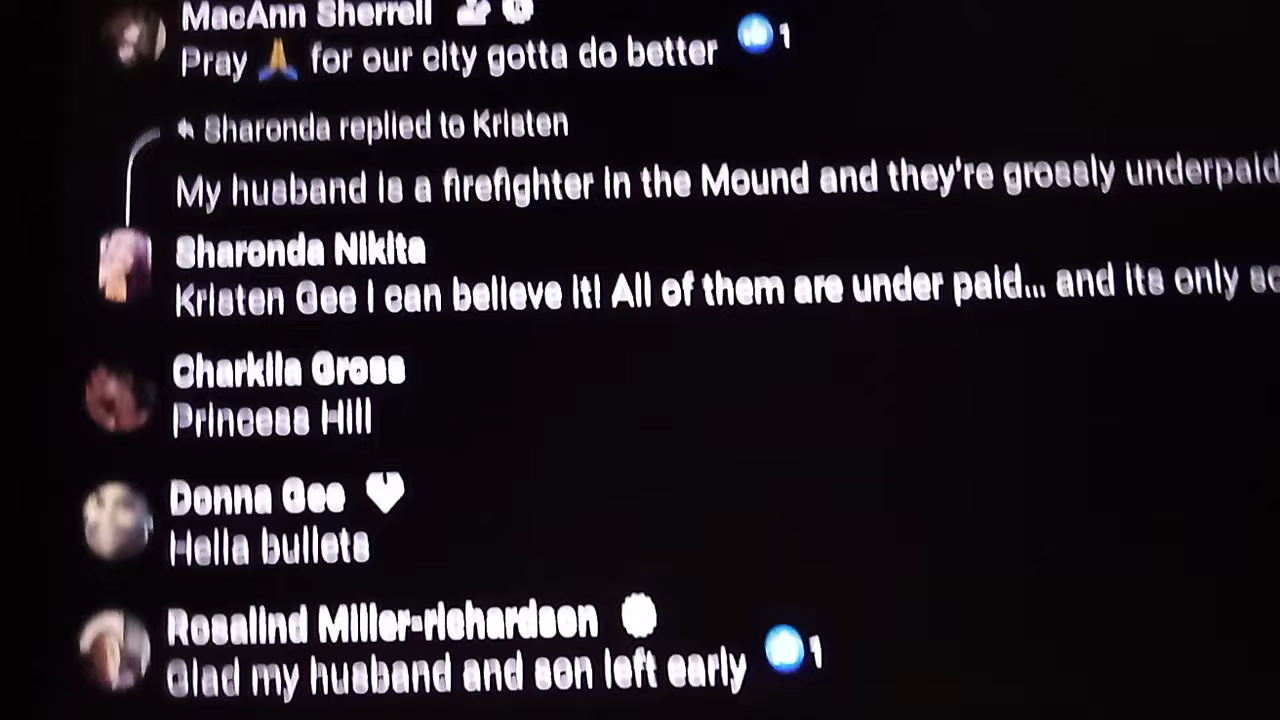 MacAnn Sherrell
Pray 🙏 for our city gotta do better 1
Sharonda replied to Kristen
My husband is a firefighter in the Mound and they're grossly underpaid
Sharonda Nikita
Kristen Gee I can believe it! All of them are under paid... and its only
Charkila Gross
Princess Hill
Donna Gee
Hella bullets
Rosalind Miller-richardson
Glad my husband and son left early 1